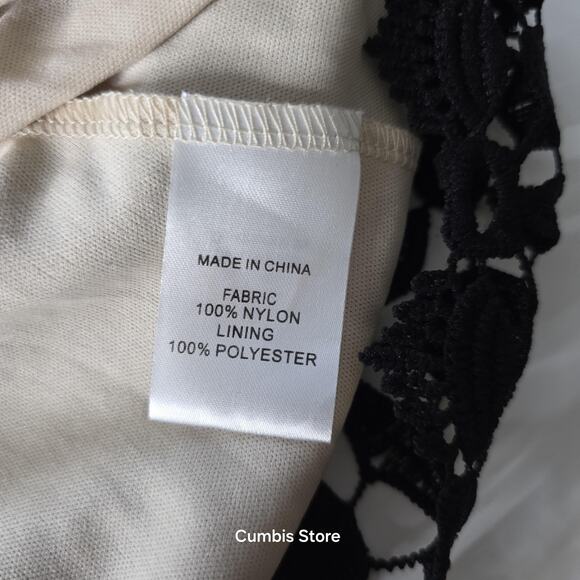 MADE IN CHINA
FABRIC
100% NYLON
LINING
100% POLYESTER
Cumbis Store